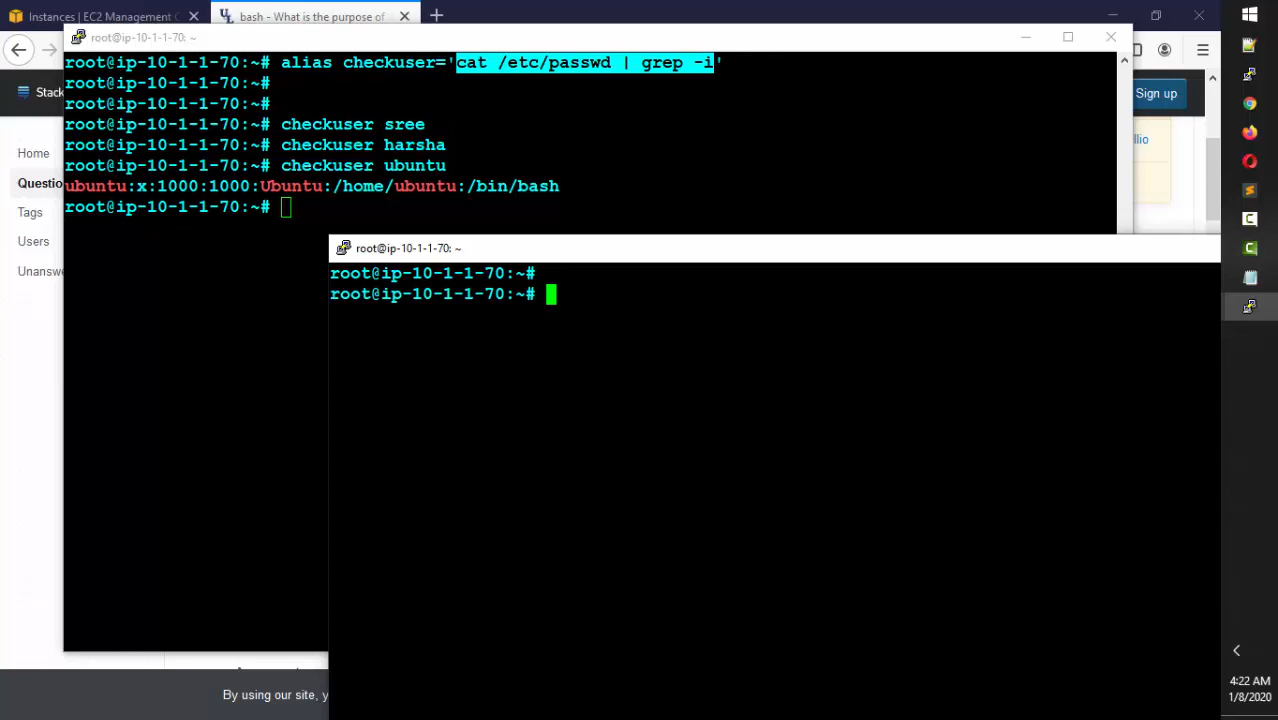 Instances | EC2 Management C
bash - What is the purpose of
root@ip-10-1-1-70: ~
root@ip-10-1-1-70:~# alias checkuser='cat /etc/passwd | grep -i'
root@ip-10-1-1-70:~#
root@ip-10-1-1-70:~#
root@ip-10-1-1-70:~# checkuser sree
root@ip-10-1-1-70:~# checkuser harsha
root@ip-10-1-1-70:~# checkuser ubuntu
ubuntu:x:1000:1000:Ubuntu:/home/ubuntu:/bin/bash
root@ip-10-1-1-70:~#
root@ip-10-1-1-70: ~
root@ip-10-1-1-70:~#
root@ip-10-1-1-70:~#
Stack
Home
Questio
Tags
Users
Unansw
Sign up
llio
By using our site, y
4:22 AM
1/8/2020